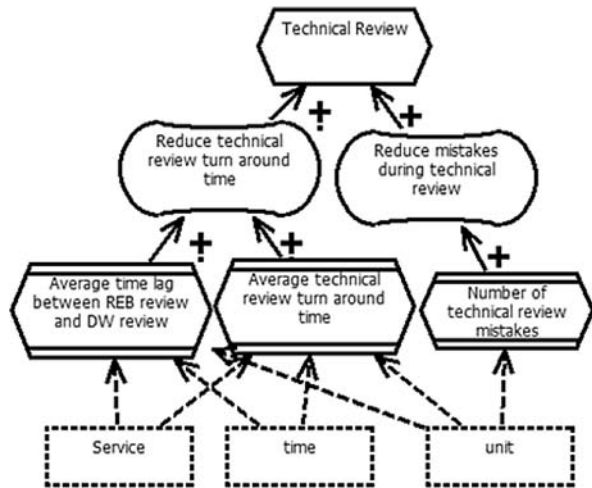 Technical Review
Reduce technical
review turn around
time
Reduce mistakes
during technical
review
Average time lag
between REB review
and DW review
Average technical
review turn around
time
Number of
technical review
mistakes
Service
time
unit